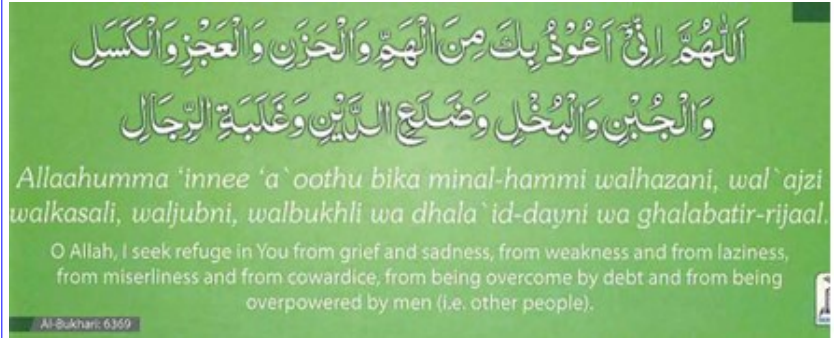 اَللّٰهُمَّ اِنِّیْٓ اَعُوْذُ بِكَ مِنَ الْهَمِّ وَالْحَزَنِ وَالْعَجْزِ وَالْكَسَلِ
وَالْجُبْنِ وَالْبُخْلِ وَضَلَعِ الدَّيْنِ وَغَلَبَةِ الرِّجَالِ
Allaahumma ‘innee ‘a`oothu bika minal-hammi walhazani, wal`ajzi
walkasali, waljubni, walbukhli wa dhala`id-dayni wa ghalabatir-rijaal.
O Allah, I seek refuge in You from grief and sadness, from weakness and from laziness,
from miserliness and from cowardice, from being overcome by debt and from being
overpowered by men (i.e. other people).
Al-Bukhari: 6369